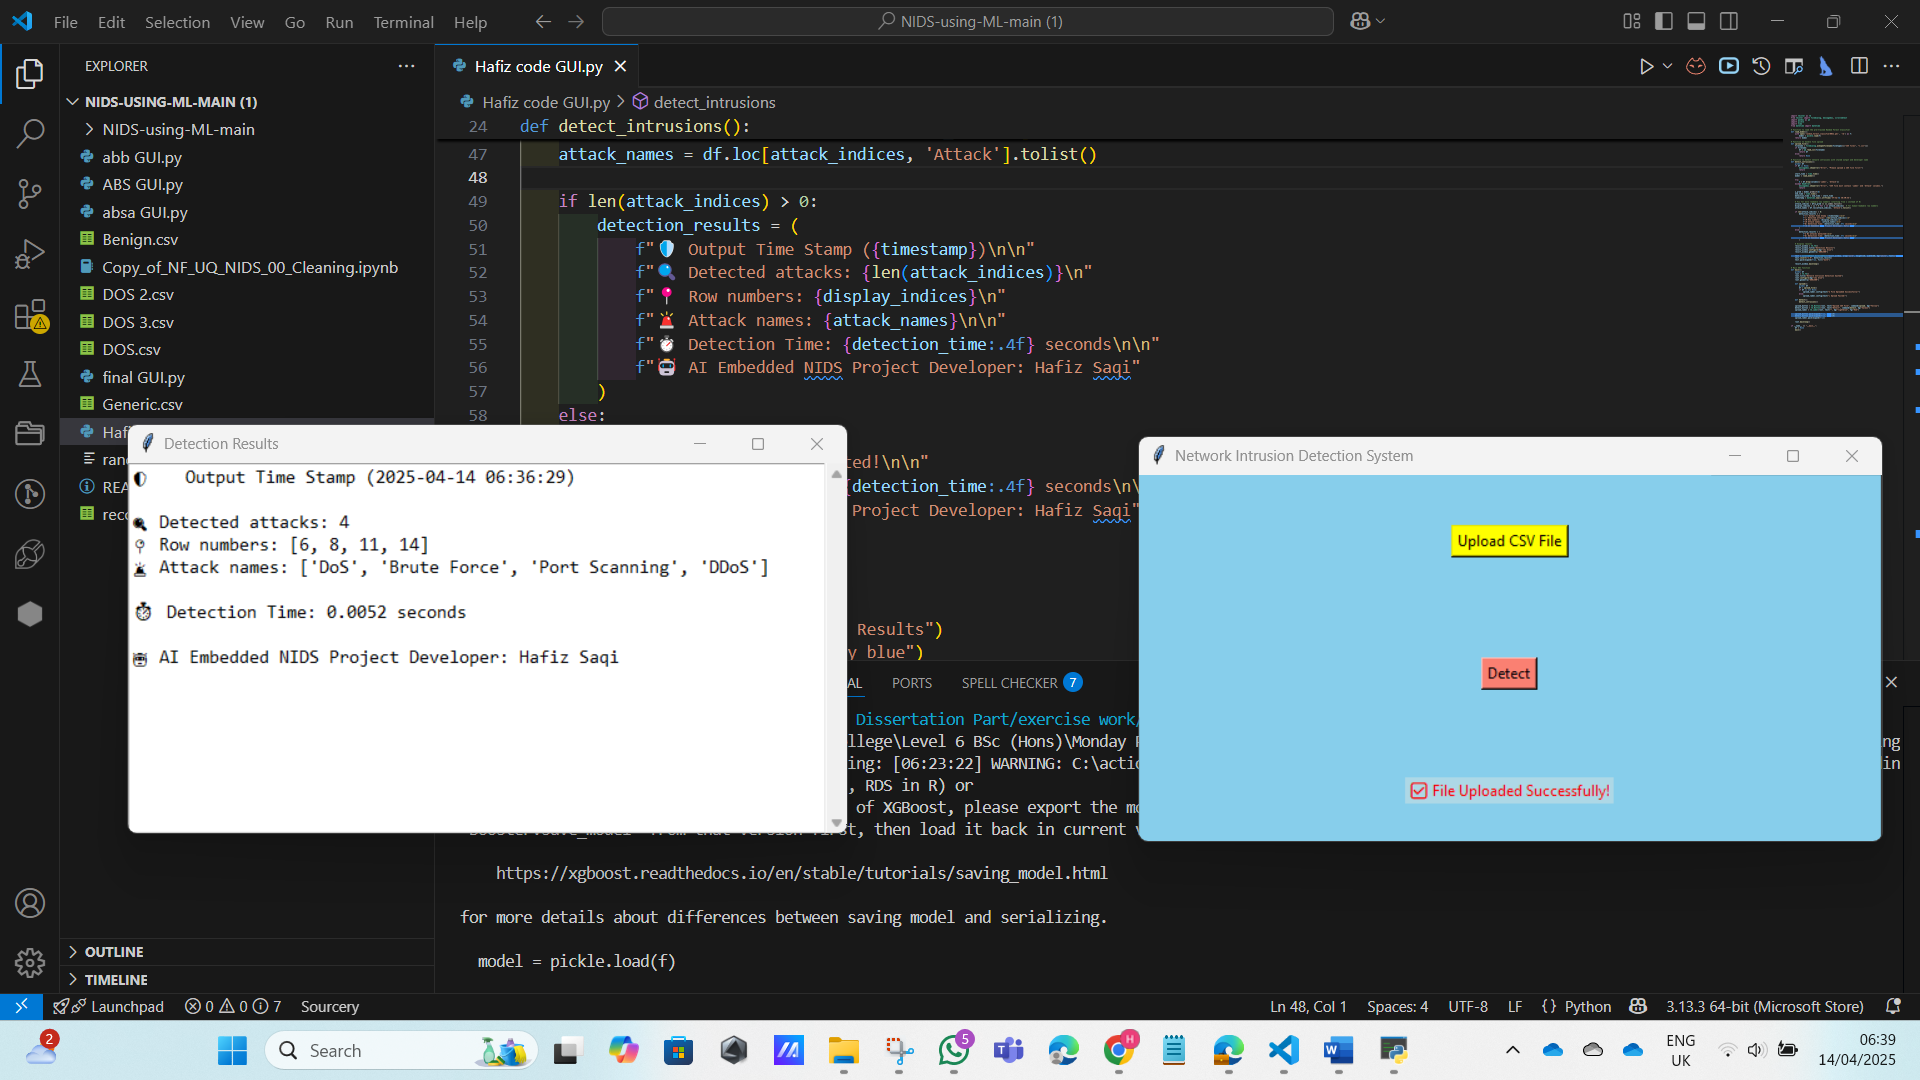 File Edit Selection View Go Run Terminal Help
NIDS-using-ML-main (1)
EXPLORER
NIDS-USING-ML-MAIN (1)
NIDS-using-ML-main
abb GUI.py
ABS GUI.py
absa GUI.py
Benign.csv
Copy_of_NF_UQ_NIDS_00_Cleaning.ipynb
DOS 2.csv
DOS 3.csv
DOS.csv
final GUI.py
Generic.csv
Haf
ran
REA
rec
OUTLINE
TIMELINE
Hafiz code GUI.py
Hafiz code GUI.py > detect_intrusions
24 def detect_intrusions():
47 attack_names = df.loc[attack_indices, 'Attack'].tolist()
48
49 if len(attack_indices) > 0:
50 detection_results = (
51 f"🛡️ Output Time Stamp ({timestamp})\n\n"
52 f"🔍 Detected attacks: {len(attack_indices)}\n"
53 f"📍 Row numbers: {display_indices}\n"
54 f"🚨 Attack names: {attack_names}\n\n"
55 f"⏱️ Detection Time: {detection_time:.4f} seconds\n\n"
56 f"🤖 AI Embedded NIDS Project Developer: Hafiz Saqi"
57 )
58 else:
ted!\n\n"
{detection_time:.4f} seconds\n\
Project Developer: Hafiz Saqi"
Results")
y blue")
Detection Results
Output Time Stamp (2025-04-14 06:36:29)
Detected attacks: 4
Row numbers: [6, 8, 11, 14]
Attack names: ['DoS', 'Brute Force', 'Port Scanning', 'DDoS']
Detection Time: 0.0052 seconds
AI Embedded NIDS Project Developer: Hafiz Saqi
Network Intrusion Detection System
Upload CSV File
Detect
File Uploaded Successfully!
AL PORTS SPELL CHECKER 7
Dissertation Part/exercise work/
llege\Level 6 BSc (Hons)\Monday
ing: [06:23:22] WARNING: C:\actio
, RDS in R) or
of XGBoost, please export the mo
then load it back in current v
https://xgboost.readthedocs.io/en/stable/tutorials/saving_model.html
for more details about differences between saving model and serializing.
model = pickle.load(f)
Launchpad 0 0 7 Sourcery
Ln 48, Col 1 Spaces: 4 UTF-8 LF {} Python 3.13.3 64-bit (Microsoft Store)
2
Search
5
H
ENG
UK
06:39
14/04/2025